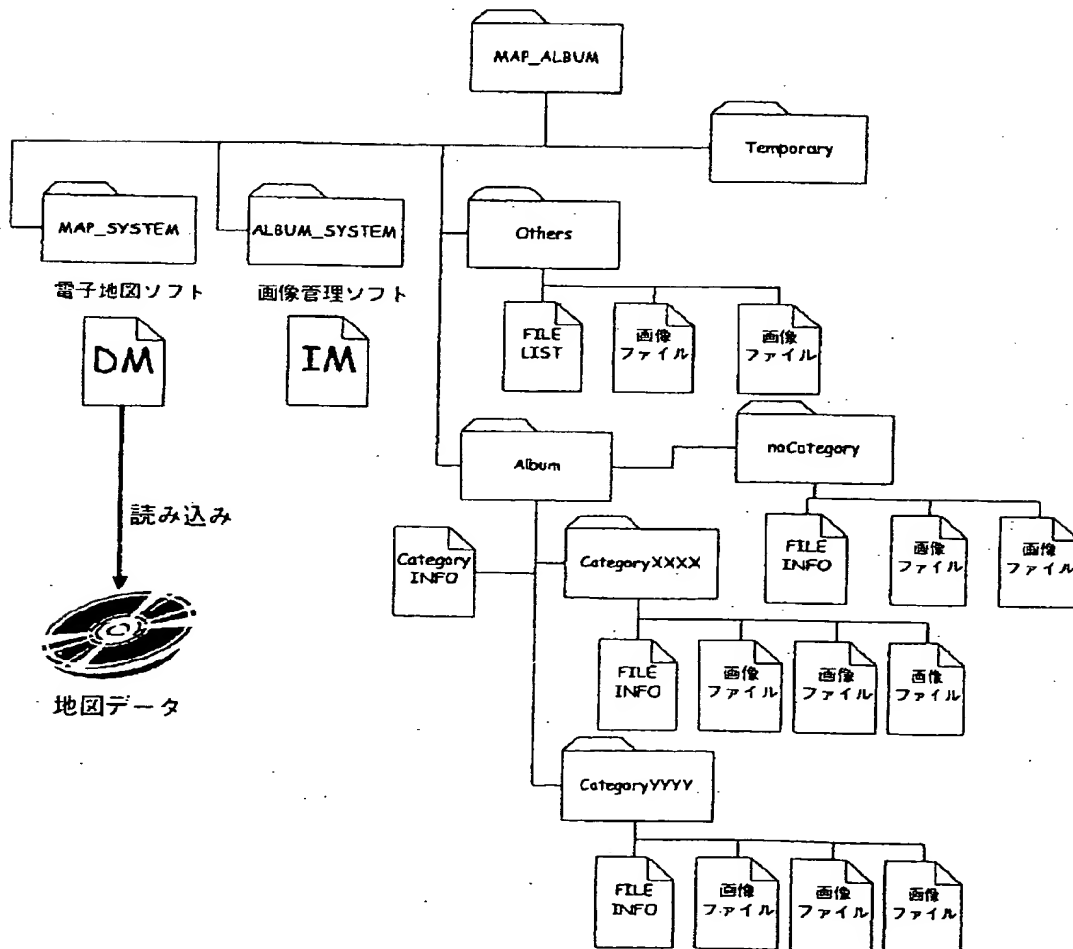 MAP_ALBUM
Temporary
MAP_SYSTEM
ALBUM_SYSTEM
Others
電子地図ソフト
画像管理ソフト
DM
IM
FILE
LIST
画像
ファイル
画像
ファイル
Album
noCategory
読み込み
Category
INFO
CategoryXXXX
FILE
INFO
画像
ファイル
画像
ファイル
地図データ
FILE
INFO
画像
ファイル
画像
ファイル
画像
ファイル
CategoryYYYY
FILE
INFO
画像
ファイル
画像
ファイル
画像
ファイル